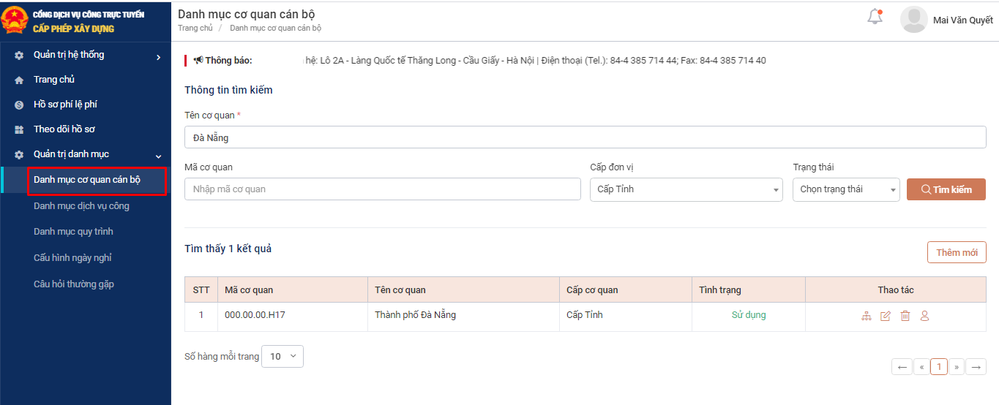 CỔNG DỊCH VỤ CÔNG TRỰC TUYẾN
CẤP PHÉP XÂY DỰNG
Danh mục cơ quan cán bộ
Trang chủ / Danh mục cơ quan cán bộ
Mai Văn Quyết
Quản trị hệ thống
Trang chủ
Hồ sơ phí lệ phí
Theo dõi hồ sơ
Quản trị danh mục
Danh mục cơ quan cán bộ
Danh mục dịch vụ công
Danh mục quy trình
Cấu hình ngày nghỉ
Câu hỏi thường gặp
Thông báo: hệ: Lô 2A - Làng Quốc tế Thăng Long - Cầu Giấy - Hà Nội | Điện thoại (Tel.): 84-4 385 714 44; Fax: 84-4 385 714 40
Thông tin tìm kiếm
Tên cơ quan *
Đà Nẵng
Mã cơ quan Cấp đơn vị Trạng thái
Nhập mã cơ quan Cấp Tỉnh Chọn trạng thái Tìm kiếm
Tìm thấy 1 kết quả
Thêm mới
STT Mã cơ quan Tên cơ quan Cấp cơ quan Tình trạng Thao tác
1 000.00.00.H17 Thành phố Đà Nẵng Cấp Tỉnh Sử dụng
Số hàng mỗi trang 10
← « 1 » →